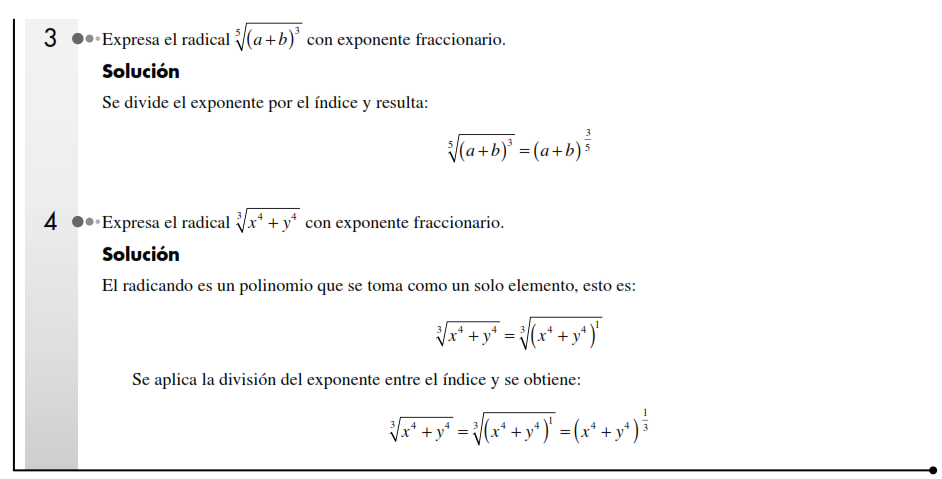 3 Expresa el radical \sqrt[5]{(a+b)^3} con exponente fraccionario.
Solución
Se divide el exponente por el índice y resulta:
\sqrt[5]{(a+b)^3} = (a+b)^{\frac{3}{5}}
4 Expresa el radical \sqrt[3]{x^4 + y^4} con exponente fraccionario.
Solución
El radicando es un polinomio que se toma como un solo elemento, esto es:
\sqrt[3]{x^4 + y^4} = \sqrt[3]{(x^4 + y^4)^1}
Se aplica la división del exponente entre el índice y se obtiene:
\sqrt[3]{x^4 + y^4} = \sqrt[3]{(x^4 + y^4)^1} = (x^4 + y^4)^{\frac{1}{3}}